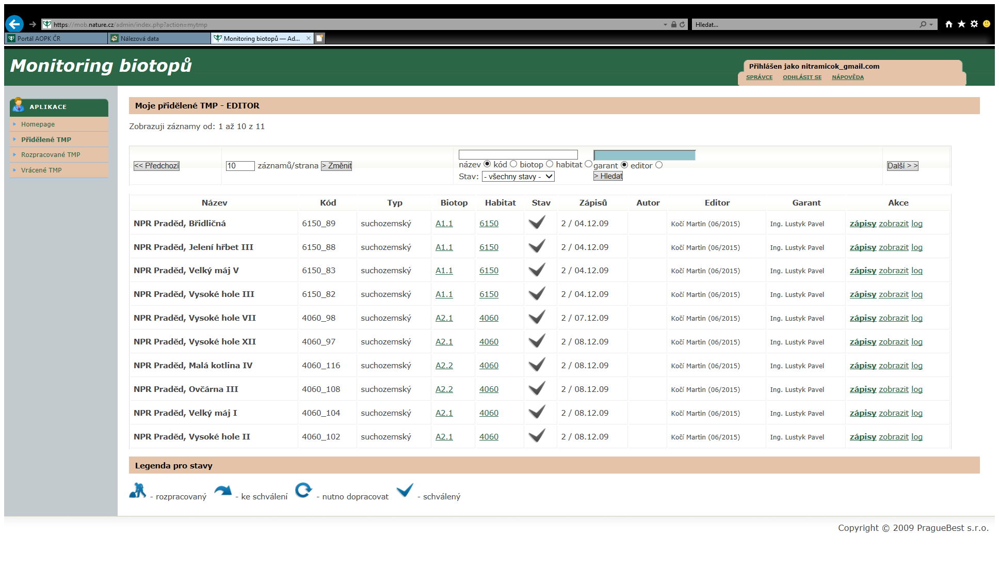 https://mob.nature.cz/admin/index.php?action=mytmp
Hledat...
Portál AOPK ČR
Nálezová data
Monitoring biotopů — Ad...
Monitoring biotopů
Přihlášen jako nitramicok_gmail.com
SPRÁVCE ODHLÁSIT SE NÁPOVĚDA
APLIKACE
Homepage
Přidělené TMP
Rozpracované TMP
Vrácené TMP
Moje přidělené TMP - EDITOR
Zobrazuji záznamy od: 1 až 10 z 11
<< Předchozí
10 záznamů/strana > Změnit
název kód biotop habitat
Stav: - všechny stavy -
garant editor
> Hledat
Další > >
Název Kód Typ Biotop Habitat Stav Zápisů Autor Editor Garant Akce
NPR Praděd, Břidličná 6150_89 suchozemský A1.1 6150 2 / 04.12.09 Kočí Martin (06/2015) Ing. Lustyk Pavel zápisy zobrazit log
NPR Praděd, Jelení hřbet III 6150_88 suchozemský A1.1 6150 2 / 04.12.09 Kočí Martin (06/2015) Ing. Lustyk Pavel zápisy zobrazit log
NPR Praděd, Velký máj V 6150_83 suchozemský A1.1 6150 2 / 04.12.09 Kočí Martin (06/2015) Ing. Lustyk Pavel zápisy zobrazit log
NPR Praděd, Vysoké hole III 6150_82 suchozemský A1.1 6150 2 / 04.12.09 Kočí Martin (06/2015) Ing. Lustyk Pavel zápisy zobrazit log
NPR Praděd, Vysoké hole VII 4060_98 suchozemský A2.1 4060 2 / 07.12.09 Kočí Martin (06/2015) Ing. Lustyk Pavel zápisy zobrazit log
NPR Praděd, Vysoké hole XII 4060_97 suchozemský A2.1 4060 2 / 08.12.09 Kočí Martin (06/2015) Ing. Lustyk Pavel zápisy zobrazit log
NPR Praděd, Malá kotlina IV 4060_116 suchozemský A2.2 4060 2 / 08.12.09 Kočí Martin (06/2015) Ing. Lustyk Pavel zápisy zobrazit log
NPR Praděd, Ovčárna III 4060_108 suchozemský A2.2 4060 2 / 08.12.09 Kočí Martin (06/2015) Ing. Lustyk Pavel zápisy zobrazit log
NPR Praděd, Velký máj I 4060_104 suchozemský A2.1 4060 2 / 08.12.09 Kočí Martin (06/2015) Ing. Lustyk Pavel zápisy zobrazit log
NPR Praděd, Vysoké hole II 4060_102 suchozemský A2.1 4060 2 / 08.12.09 Kočí Martin (06/2015) Ing. Lustyk Pavel zápisy zobrazit log
Legenda pro stavy
- rozpracovaný - ke schválení - nutno dopracovat - schválený
Copyright © 2009 PragueBest s.r.o.